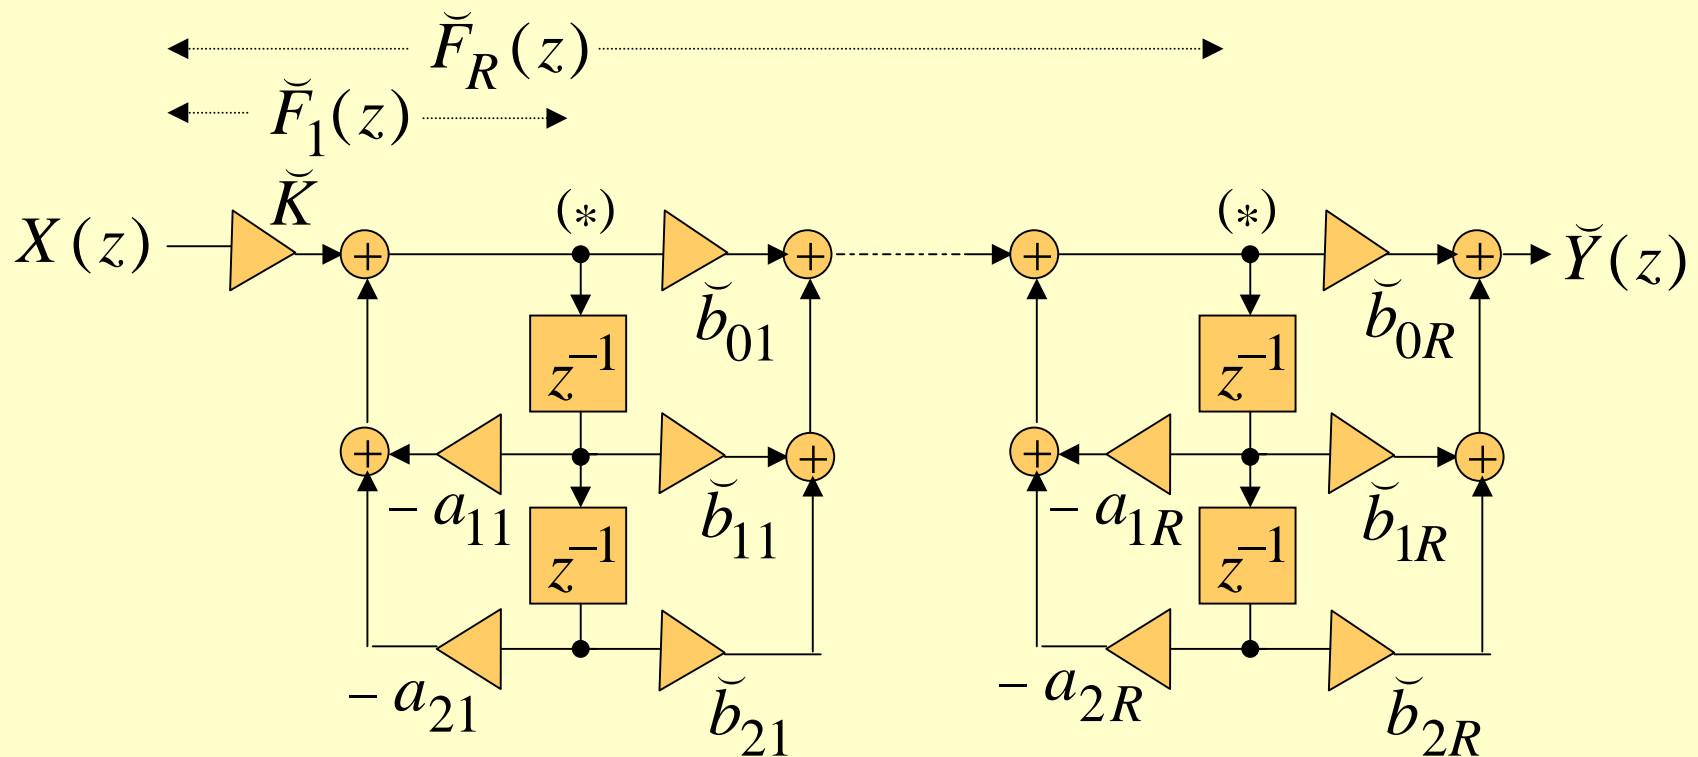 F̆_R(z)
F̆_1(z)
K̆
(*) (*)
X(z) + + + + Y̆(z)
b̆_01 b̆_0R
z^{-1} z^{-1}
+ + + +
- a_11 b̆_11 - a_1R b̆_1R
z^{-1} z^{-1}
- a_21 b̆_21 - a_2R b̆_2R